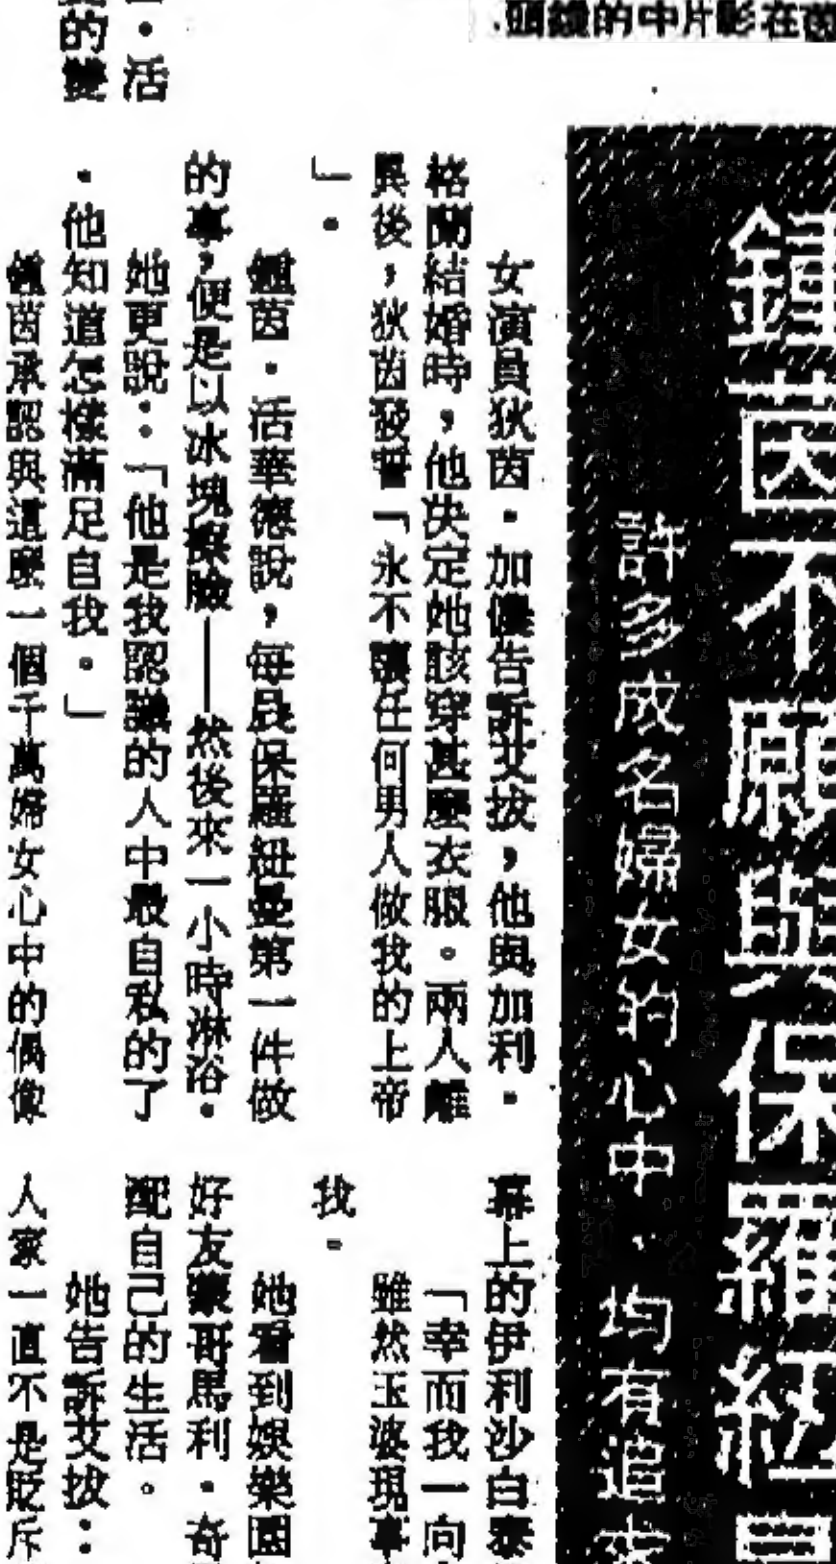 鍾茵不願與保羅紐曼
許多成名婦女的心中．均有追求
頭鏡的中片影在
女演員狄茵．加儂告訴艾拔，他與加利．
格蘭結婚時，他決定她該穿甚麼衣服。兩人離
異後，狄茵發誓「永不讓任何男人做我的上帝
」．
鍾茵．活華德說，每晨保羅紐曼第一件做
的事，便是以冰塊擦臉——然後來一小時淋浴．
她更說：「他是我認識的人中最自私的了
．他知道怎樣滿足自我。」
鍾茵承認與這麼一個千萬婦女心中的偶像
．活
的變
幕上的伊利沙白泰
「幸而我一向
雖然玉婆現事
我。
她看到娛樂圈
好友蒙哥馬利．奇
配自己的生活。
她告訴艾拔：
人家一直不是貶斥